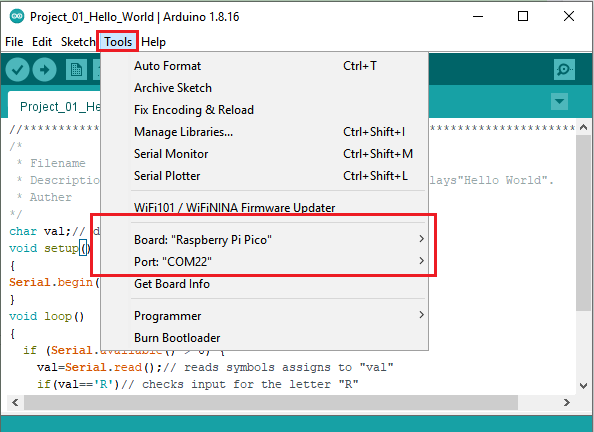 Project_01_Hello_World | Arduino 1.8.16
File Edit Sketch Tools Help
Project_01_He
Auto Format Ctrl+T
Archive Sketch
Fix Encoding & Reload
Manage Libraries... Ctrl+Shift+I
Serial Monitor Ctrl+Shift+M
Serial Plotter Ctrl+Shift+L
WiFi101 / WiFiNINA Firmware Updater
Board: "Raspberry Pi Pico"
Port: "COM22"
Get Board Info
Programmer
Burn Bootloader
/*
* Filename
* Descriptio lays"Hello World".
* Auther
*/
char val;// d
void setup()
{
Serial.begin(
}
void loop()
{
if (Serial.available() > 0) {
val=Serial.read();// reads symbols assigns to "val"
if(val=='R')// checks input for the letter "R"